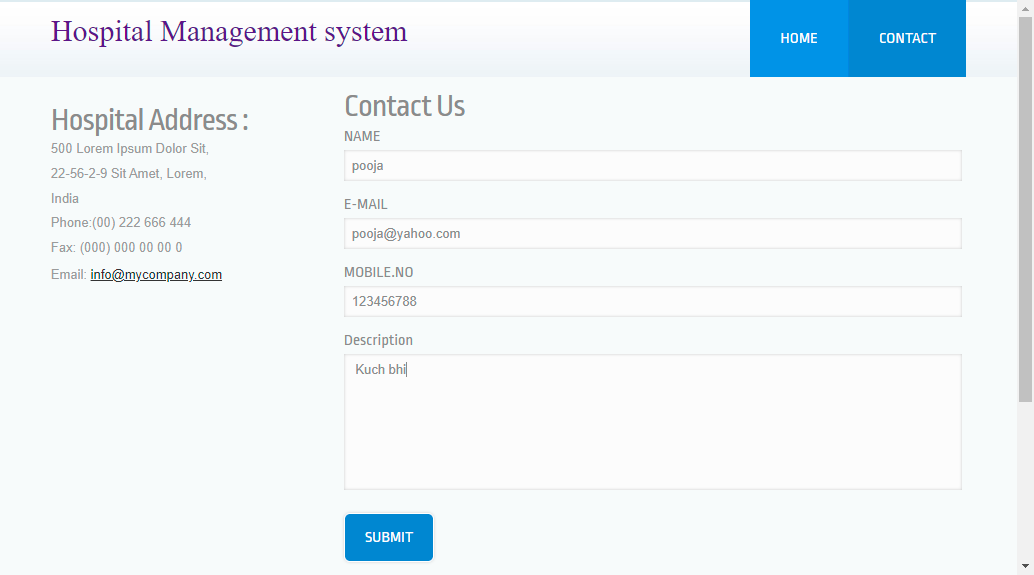 Hospital Management system
HOME
CONTACT
Hospital Address :
500 Lorem Ipsum Dolor Sit,
22-56-2-9 Sit Amet, Lorem,
India
Phone:(00) 222 666 444
Fax: (000) 000 00 00 0
Email: info@mycompany.com
Contact Us
NAME
pooja
E-MAIL
pooja@yahoo.com
MOBILE.NO
123456788
Description
Kuch bhi
SUBMIT